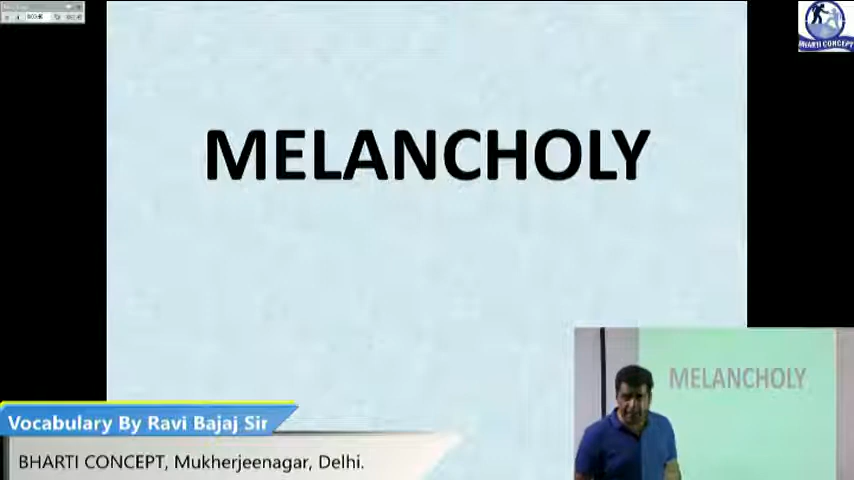 BHARTI CONCEPT
MELANCHOLY
MELANCHOLY
Vocabulary By Ravi Bajaj Sir
BHARTI CONCEPT, Mukherjeenagar, Delhi.